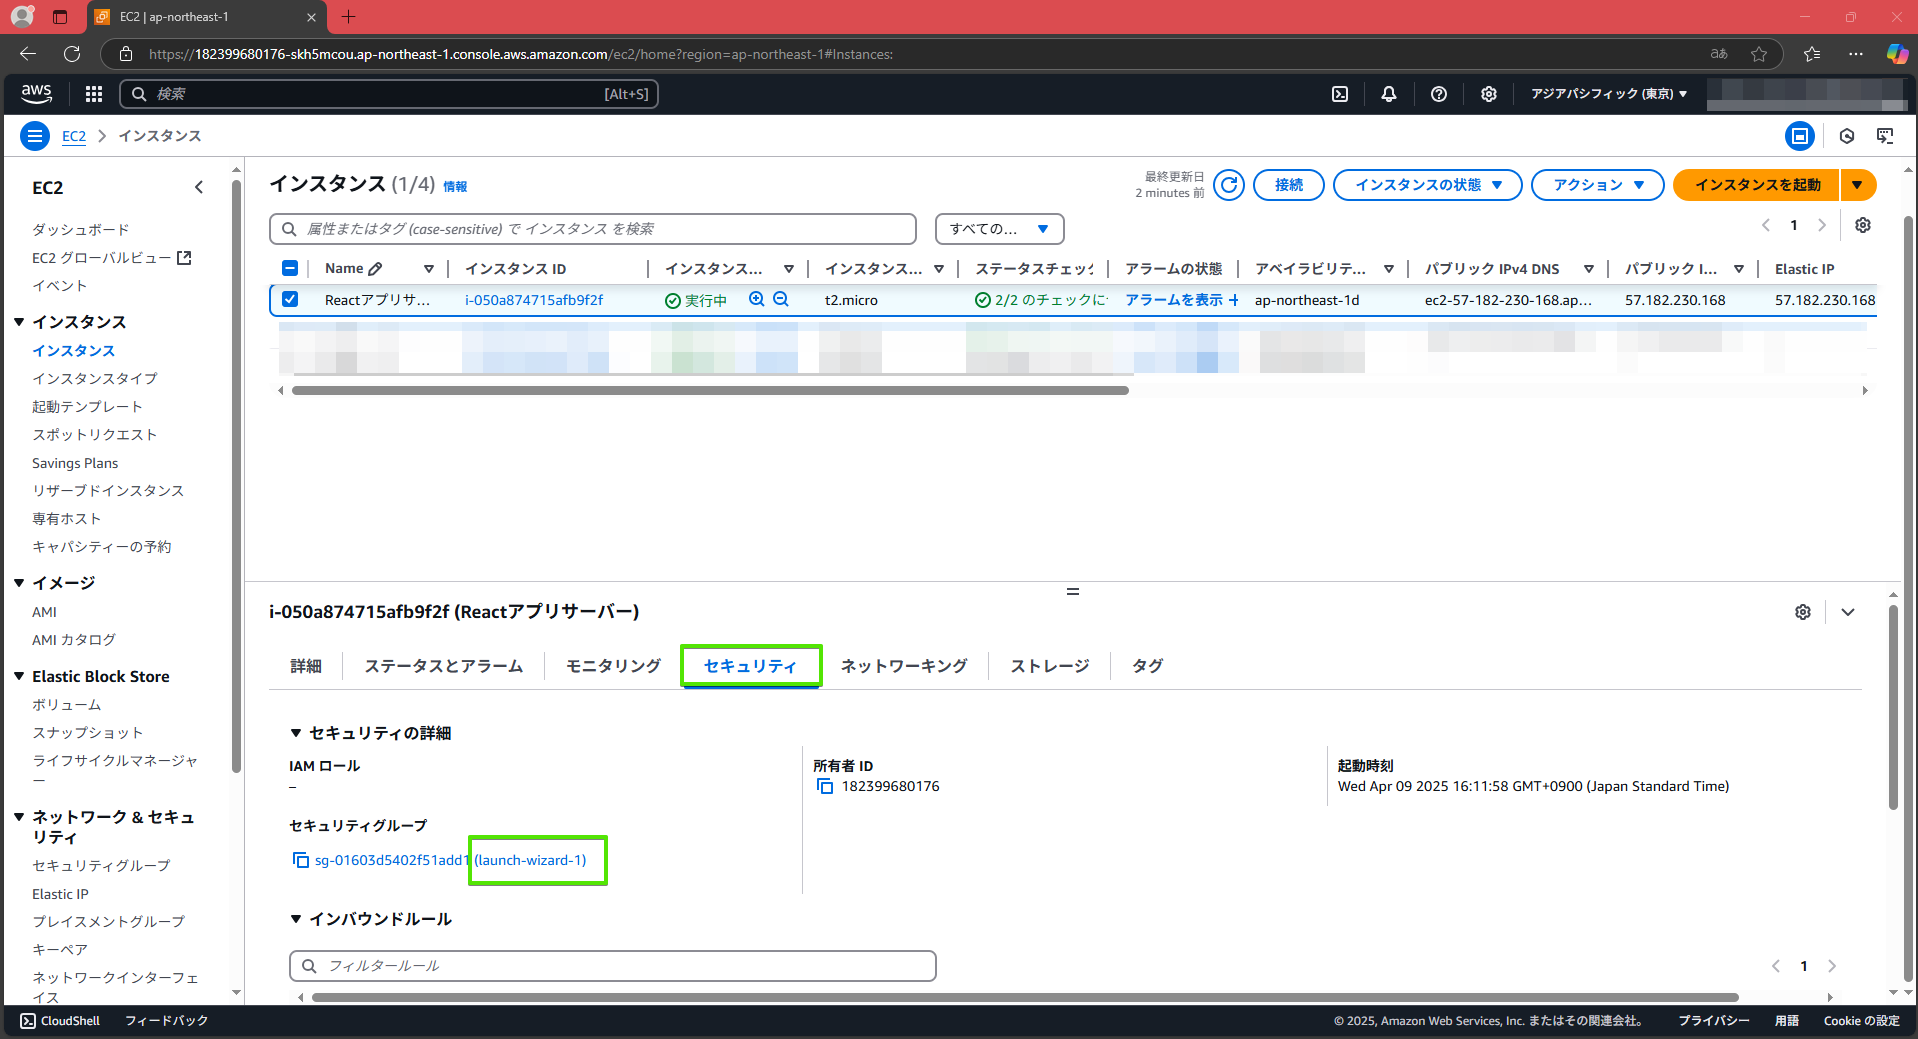 EC2 | ap-northeast-1
https://182399680176-skh5mcou.ap-northeast-1.console.aws.amazon.com/ec2/home?region=ap-northeast-1#Instances:
aws
検索
[Alt+S]
アジアパシフィック (東京)
EC2
インスタンス
EC2
ダッシュボード
EC2 グローバルビュー
イベント
インスタンス
インスタンス
インスタンスタイプ
起動テンプレート
スポットリクエスト
Savings Plans
リザーブドインスタンス
専有ホスト
キャパシティーの予約
イメージ
AMI
AMI カタログ
Elastic Block Store
ボリューム
スナップショット
ライフサイクルマネージャ
ー
ネットワーク & セキュ
リティ
セキュリティグループ
Elastic IP
プレイスメントグループ
キーペア
ネットワークインターフェ
イス
インスタンス (1/4) 情報
最終更新日
2 minutes 前
接続
インスタンスの状態
アクション
インスタンスを起動
属性またはタグ (case-sensitive) で インスタンス を検索
すべての...
1
Name インスタンス ID インスタンス... インスタンス... ステータスチェック アラームの状態 アベイラビリテ... パブリック IPv4 DNS パブリック I... Elastic IP
Reactアプリサ... i-050a874715afb9f2f 実行中 t2.micro 2/2 のチェックに アラームを表示 + ap-northeast-1d ec2-57-182-230-168.ap... 57.182.230.168 57.182.230.168
i-050a874715afb9f2f (Reactアプリサーバー)
詳細 ステータスとアラーム モニタリング セキュリティ ネットワーキング ストレージ タグ
セキュリティの詳細
IAM ロール
–
所有者 ID
182399680176
起動時刻
Wed Apr 09 2025 16:11:58 GMT+0900 (Japan Standard Time)
セキュリティグループ
sg-01603d5402f51add1 (launch-wizard-1)
インバウンドルール
フィルタールール
1
CloudShell フィードバック
© 2025, Amazon Web Services, Inc. またはその関連会社。 プライバシー 用語 Cookie の設定